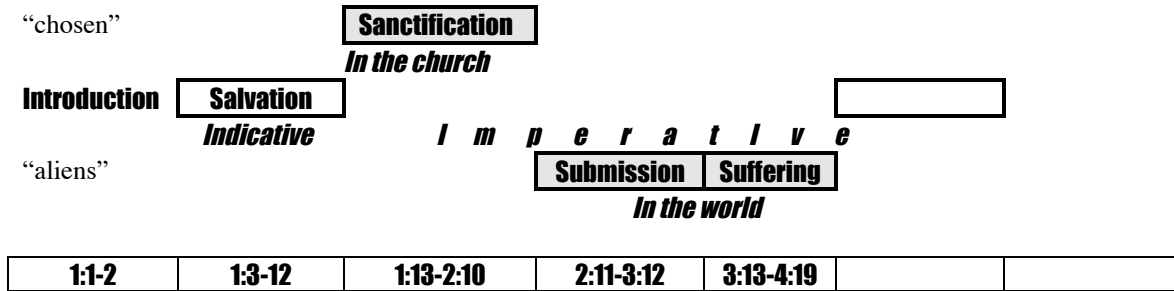 “chosen” Sanctification
In the church
Introduction Salvation
Indicative I m p e r a t I v e
“aliens” Submission Suffering
In the world
1:1-2 1:3-12 1:13-2:10 2:11-3:12 3:13-4:19